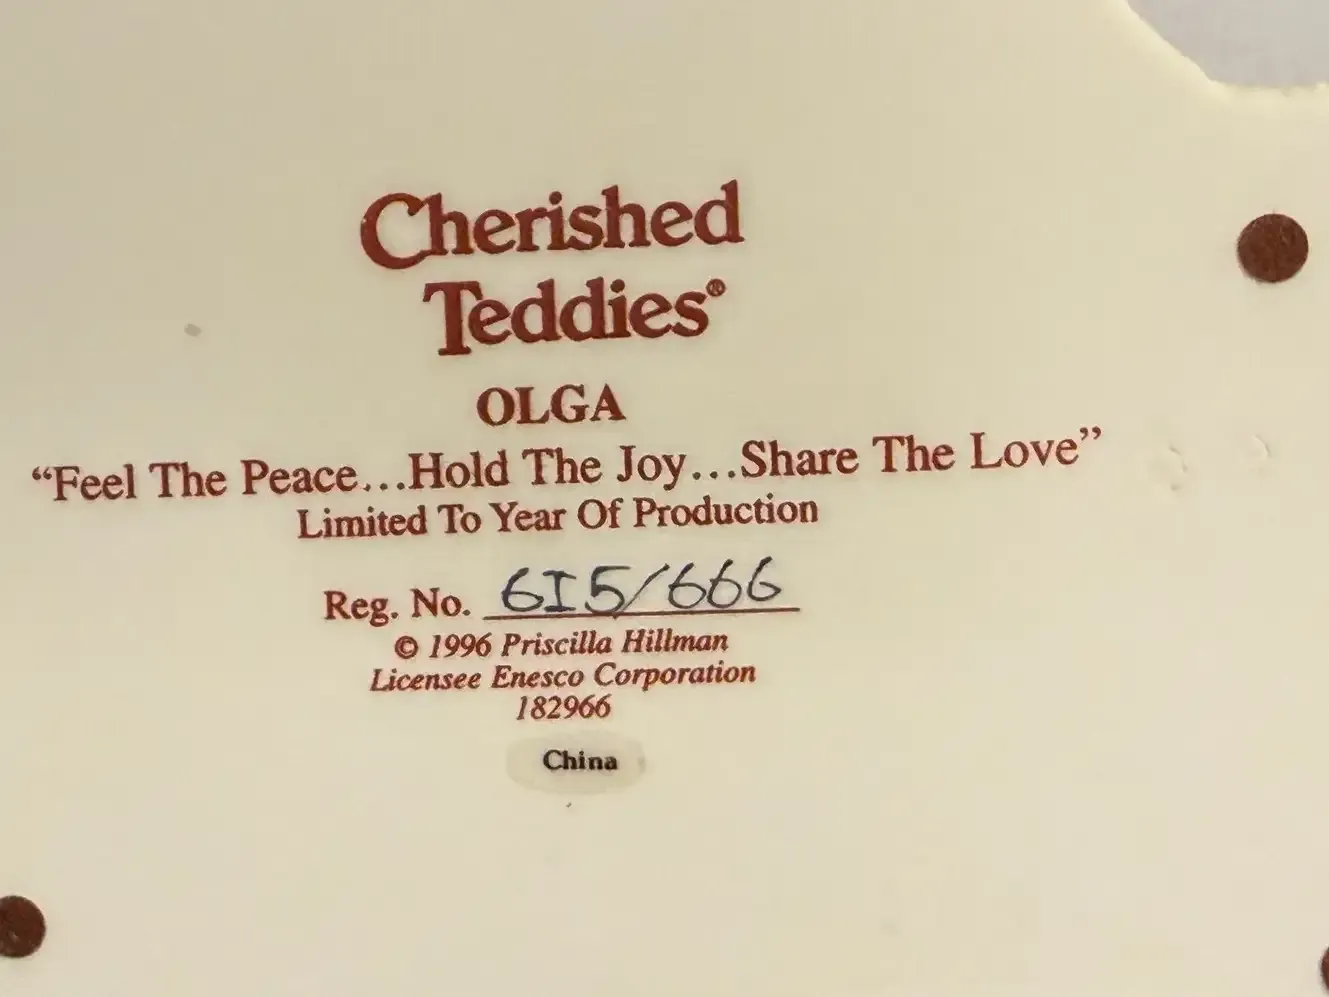 Cherished
Teddies®
OLGA
“Feel The Peace...Hold The Joy...Share The Love”
Limited To Year Of Production
Reg. No. 6I5/666
© 1996 Priscilla Hillman
Licensee Enesco Corporation
182966
China